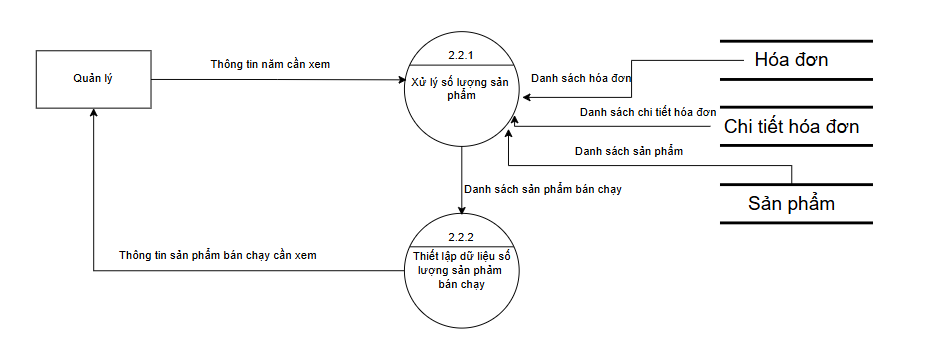 Quản lý
Thông tin năm cần xem
2.2.1
Xử lý số lượng sản
phẩm
Hóa đơn
Danh sách hóa đơn
Danh sách chi tiết hóa đơn
Chi tiết hóa đơn
Danh sách sản phẩm
Sản phẩm
Danh sách sản phẩm bán chạy
2.2.2
Thiết lập dữ liệu số
lượng sản phảm
bán chạy
Thông tin sản phẩm bán chạy cần xem